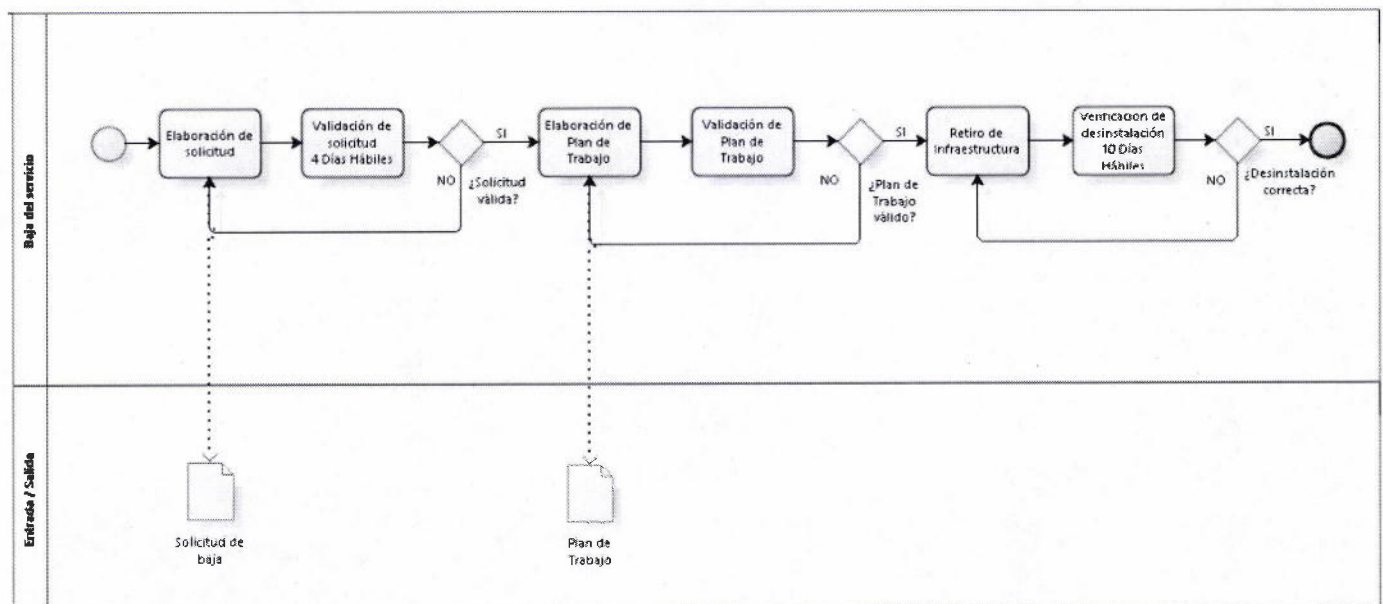 Baja del servicio
Elaboración de
solicitud
Validación de
solicitud
4 Días Hábiles
SI
NO
¿Solicitud
válida?
Elaboración de
Plan de
Trabajo
Validación de
Plan de
Trabajo
SI
NO
¿Plan de
Trabajo
válido?
Retiro de
Infraestructura
Verificación de
desinstalación
10 Días
Hábiles
SI
NO
¿Desinstalación
correcta?
Entrada / Salida
Solicitud de
baja
Plan de
Trabajo